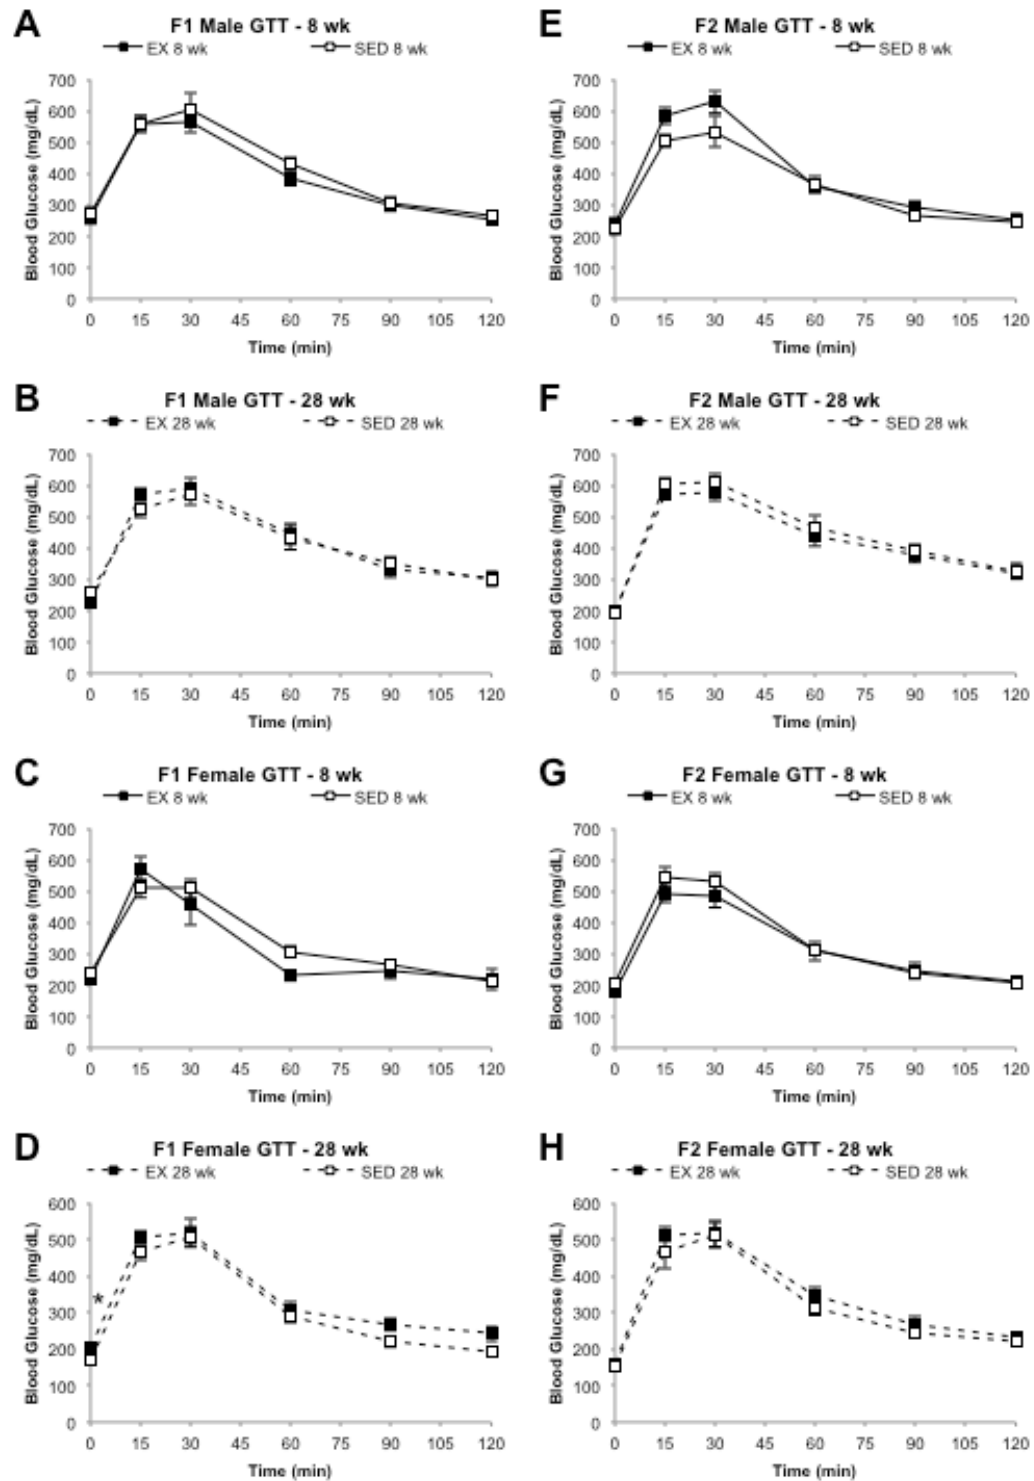 A
F1 Male GTT - 8 wk
EX 8 wk SED 8 wk
Blood Glucose (mg/dL)
700
600
500
400
300
200
100
0
0 15 30 45 60 75 90 105 120
Time (min)
E
F2 Male GTT - 8 wk
EX 8 wk SED 8 wk
Blood Glucose (mg/dL)
700
600
500
400
300
200
100
0
0 15 30 45 60 75 90 105 120
Time (min)
B
F1 Male GTT - 28 wk
EX 28 wk SED 28 wk
Blood Glucose (mg/dL)
700
600
500
400
300
200
100
0
0 15 30 45 60 75 90 105 120
Time (min)
F
F2 Male GTT - 28 wk
EX 28 wk SED 28 wk
Blood Glucose (mg/dL)
700
600
500
400
300
200
100
0
0 15 30 45 60 75 90 105 120
Time (min)
C
F1 Female GTT - 8 wk
EX 8 wk SED 8 wk
Blood Glucose (mg/dL)
700
600
500
400
300
200
100
0
0 15 30 45 60 75 90 105 120
Time (min)
G
F2 Female GTT - 8 wk
EX 8 wk SED 8 wk
Blood Glucose (mg/dL)
700
600
500
400
300
200
100
0
0 15 30 45 60 75 90 105 120
Time (min)
D
F1 Female GTT - 28 wk
EX 28 wk SED 28 wk
Blood Glucose (mg/dL)
600
500
400
300
200
100
0
*
0 15 30 45 60 75 90 105 120
Time (min)
H
F2 Female GTT - 28 wk
EX 28 wk SED 28 wk
Blood Glucose (mg/dL)
600
500
400
300
200
100
0
0 15 30 45 60 75 90 105 120
Time (min)